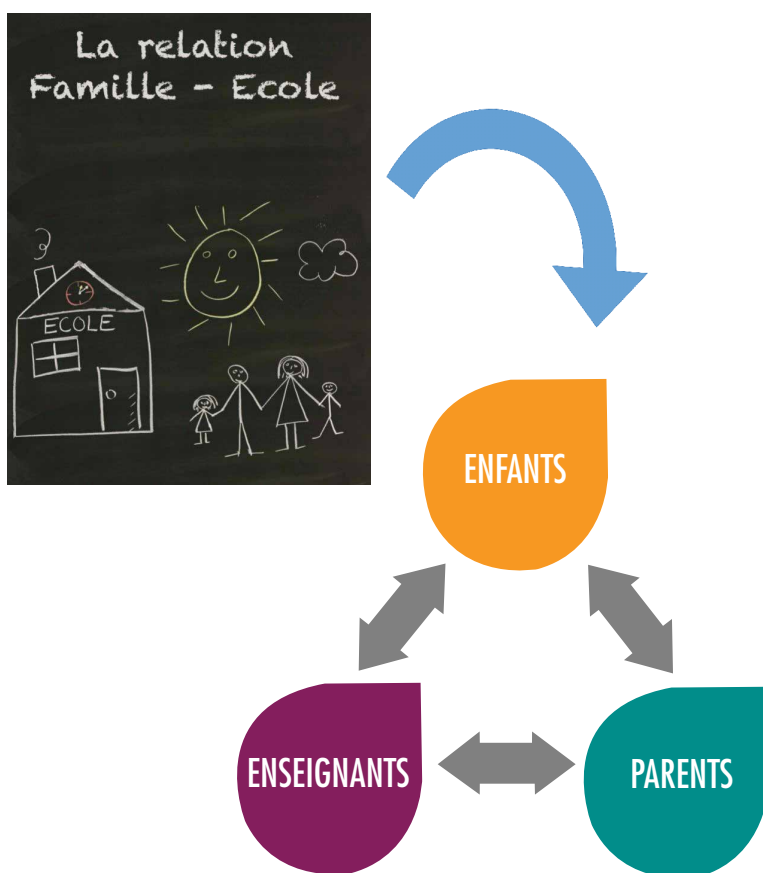 La relation
Famille - Ecole
ECOLE
ENFANTS
ENSEIGNANTS
PARENTS